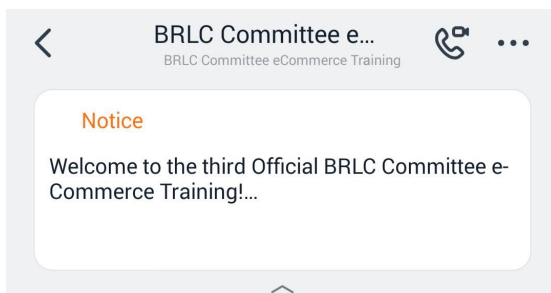 BRLC Committee e...
BRLC Committee eCommerce Training
Notice
Welcome to the third Official BRLC Committee e-
Commerce Training!...